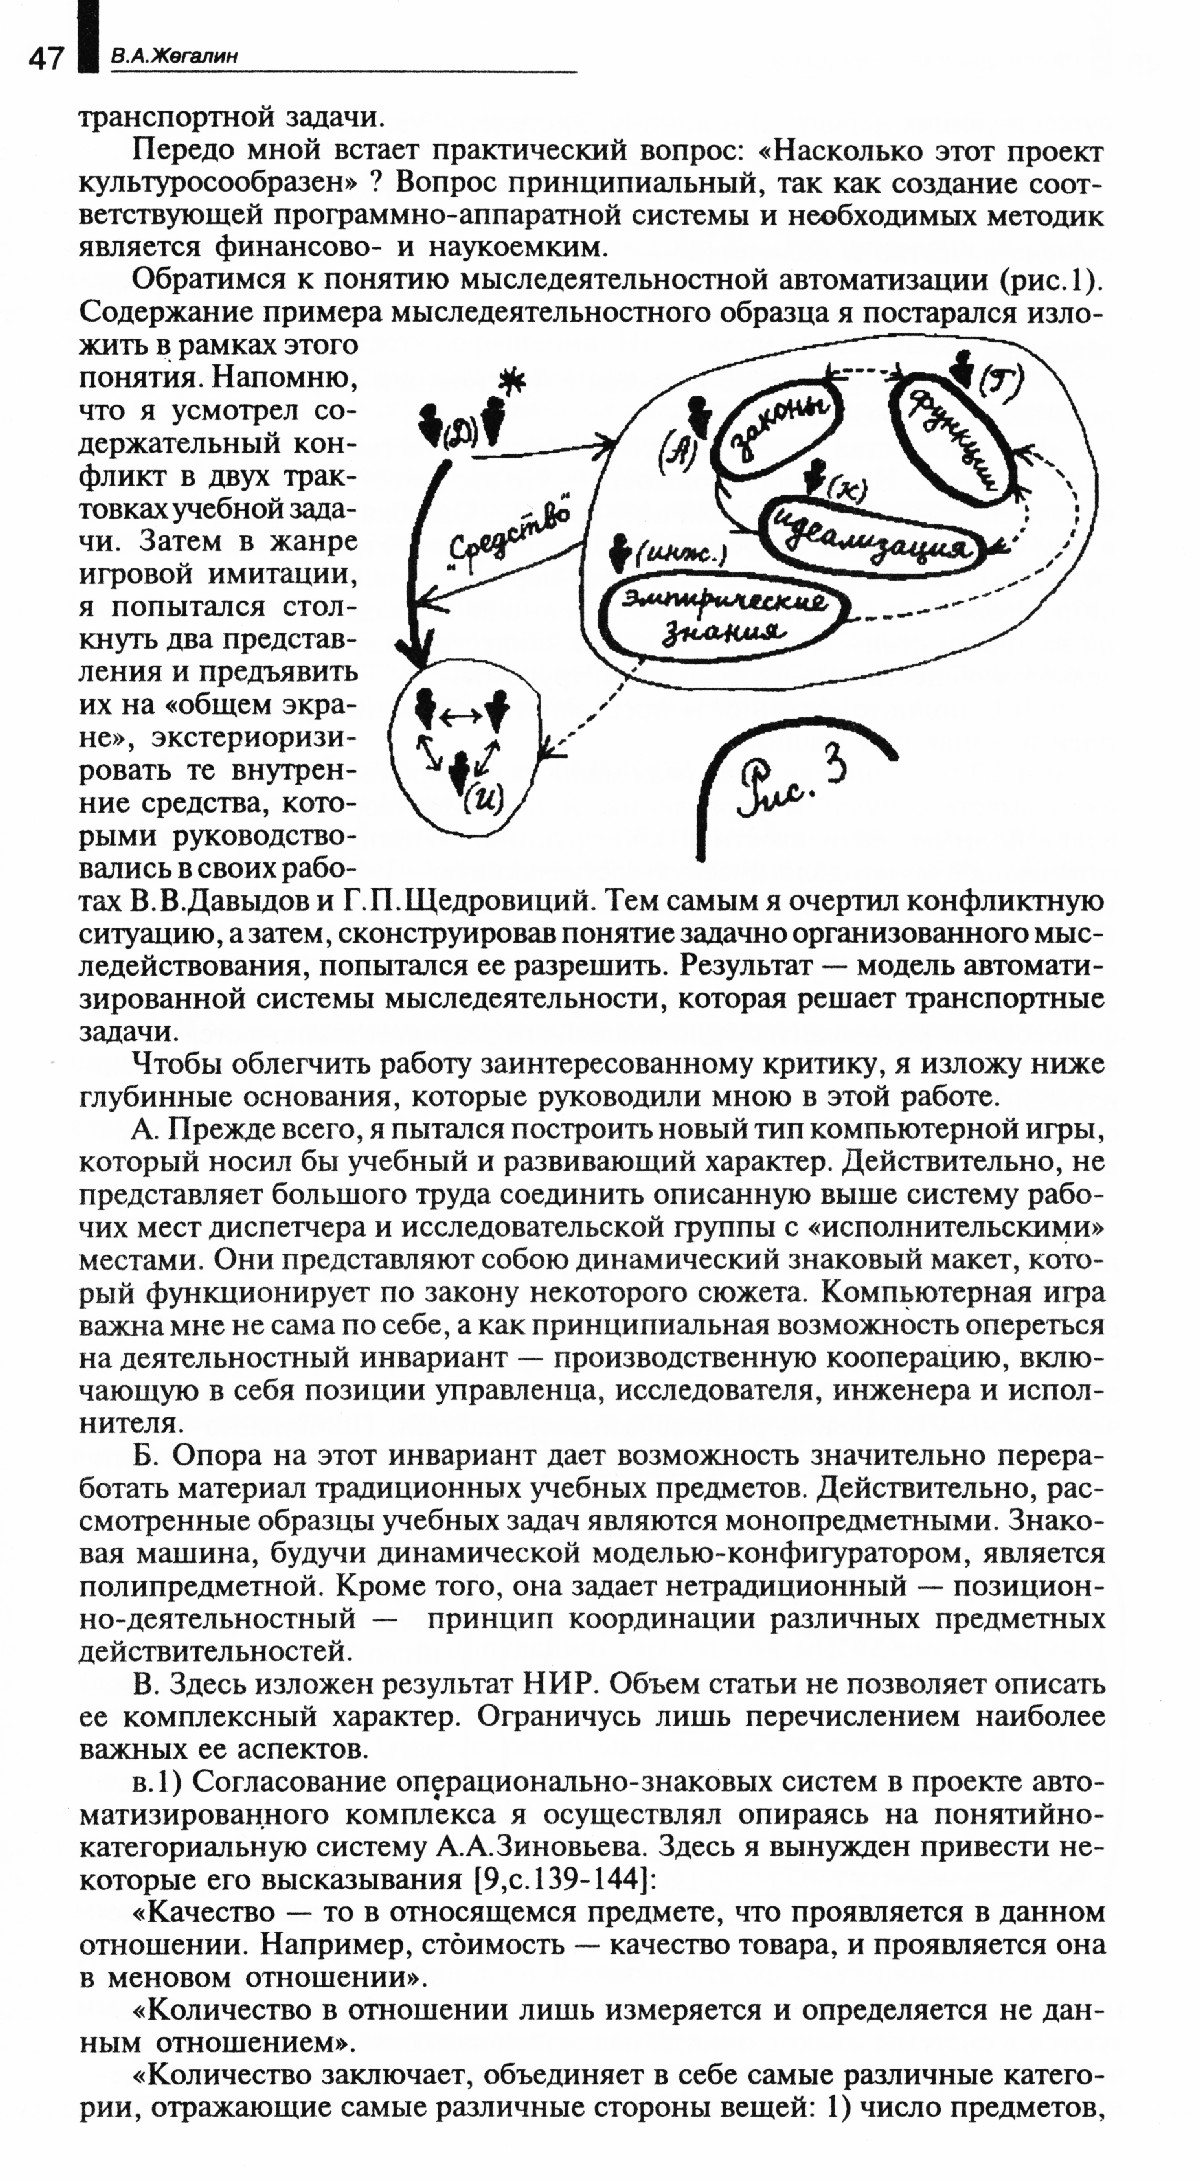 47
В.А.Жегалин
транспортной задачи.
Передо мной встает практический вопрос: «Насколько этот проект
культуросообразен» ? Вопрос принципиальный, так как создание соот-
ветствующей программно-аппаратной системы и необходимых методик
является финансово- и наукоемким.
Обратимся к понятию мыследеятельностной автоматизации (рис.1).
Содержание примера мыследеятельностного образца я постарался изло-
жить в рамках этого
понятия. Напомню,
что я усмотрел со-
держательный кон-
фликт в двух трак-
товках учебной зада-
чи. Затем в жанре
игровой имитации,
я попытался стол-
кнуть два представ-
ления и предъявить
их на «общем экра-
не», экстериоризи-
ровать те внутрен-
ние средства, кото-
рыми руководство-
вались в своих рабо-
(Д)
*
"Средство"
(А)
законы
(Г)
функции
(К)
идеализация
(инж.)
эмпирические
знания
(И)
Рис. 3
тах В.В.Давыдов и Г.П.Щедровиций. Тем самым я очертил конфликтную
ситуацию, а затем, сконструировав понятие задачно организованного мыс-
ледействования, попытался ее разрешить. Результат — модель автомати-
зированной системы мыследеятельности, которая решает транспортные
задачи.
Чтобы облегчить работу заинтересованному критику, я изложу ниже
глубинные основания, которые руководили мною в этой работе.
А. Прежде всего, я пытался построить новый тип компьютерной игры,
который носил бы учебный и развивающий характер. Действительно, не
представляет большого труда соединить описанную выше систему рабо-
чих мест диспетчера и исследовательской группы с «исполнительскими»
местами. Они представляют собою динамический знаковый макет, кото-
рый функционирует по закону некоторого сюжета. Компьютерная игра
важна мне не сама по себе, а как принципиальная возможность опереться
на деятельностный инвариант — производственную кооперацию, вклю-
чающую в себя позиции управленца, исследователя, инженера и испол-
нителя.
Б. Опора на этот инвариант дает возможность значительно перера-
ботать материал традиционных учебных предметов. Действительно, рас-
смотренные образцы учебных задач являются монопредметными. Знако-
вая машина, будучи динамической моделью-конфигуратором, является
полипредметной. Кроме того, она задает нетрадиционный — позицион-
но-деятельностный — принцип координации различных предметных
действительностей.
В. Здесь изложен результат НИР. Объем статьи не позволяет описать
ее комплексный характер. Ограничусь лишь перечислением наиболее
важных ее аспектов.
в.1) Согласование операционально-знаковых систем в проекте авто-
матизированного комплекса я осуществлял опираясь на понятийно-
категориальную систему А.А.Зиновьева. Здесь я вынужден привести не-
которые его высказывания [9,с.139-144]:
«Качество — то в относящемся предмете, что проявляется в данном
отношении. Например, стоимость — качество товара, и проявляется она
в меновом отношении».
«Количество в отношении лишь измеряется и определяется не дан-
ным отношением».
«Количество заключает, объединяет в себе самые различные катего-
рии, отражающие самые различные стороны вещей: 1) число предметов,